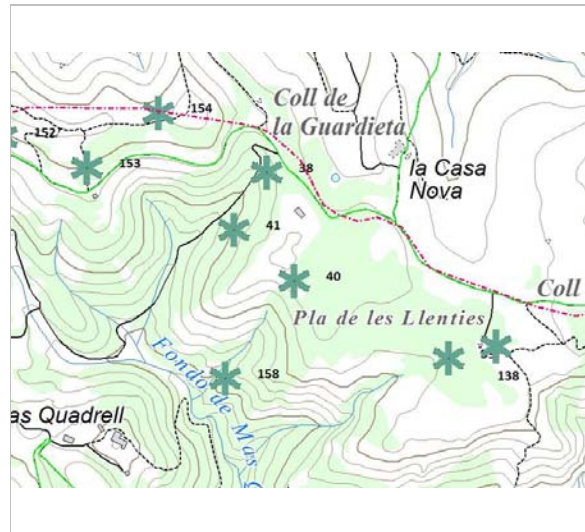 154
Coll de
la Guardieta
152
153
38
la Casa
Nova
41
40
Coll
Pla de les Llenties
158
138
Fondo de Mas
as Quadrell